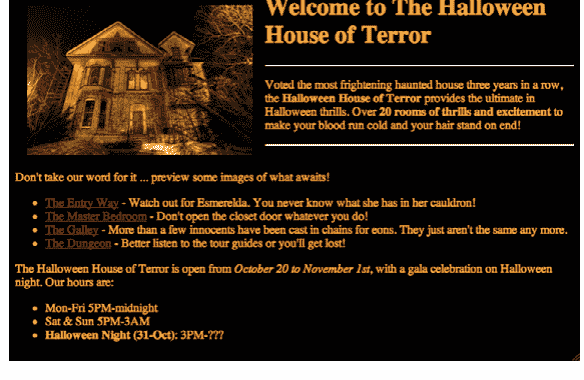 Welcome to The Halloween
House of Terror
Voted the most frightening haunted house three years in a row,
the Halloween House of Terror provides the ultimate in
Halloween thrills. Over 20 rooms of thrills and excitement to
make your blood run cold and your hair stand on end!
Don't take our word for it ... preview some images of what awaits!
• The Entry Way - Watch out for Esmerelda. You never know what she has in her cauldron!
• The Master Bedroom - Don't open the closet door whatever you do!
• The Galley - More than a few innocents have been cast in chains for eons. They just aren't the same any more.
• The Dungeon - Better listen to the tour guides or you'll get lost!
The Halloween House of Terror is open from October 20 to November 1st, with a gala celebration on Halloween
night. Our hours are:
• Mon-Fri 5PM-midnight
• Sat & Sun 5PM-3AM
• Halloween Night (31-Oct): 3PM-???